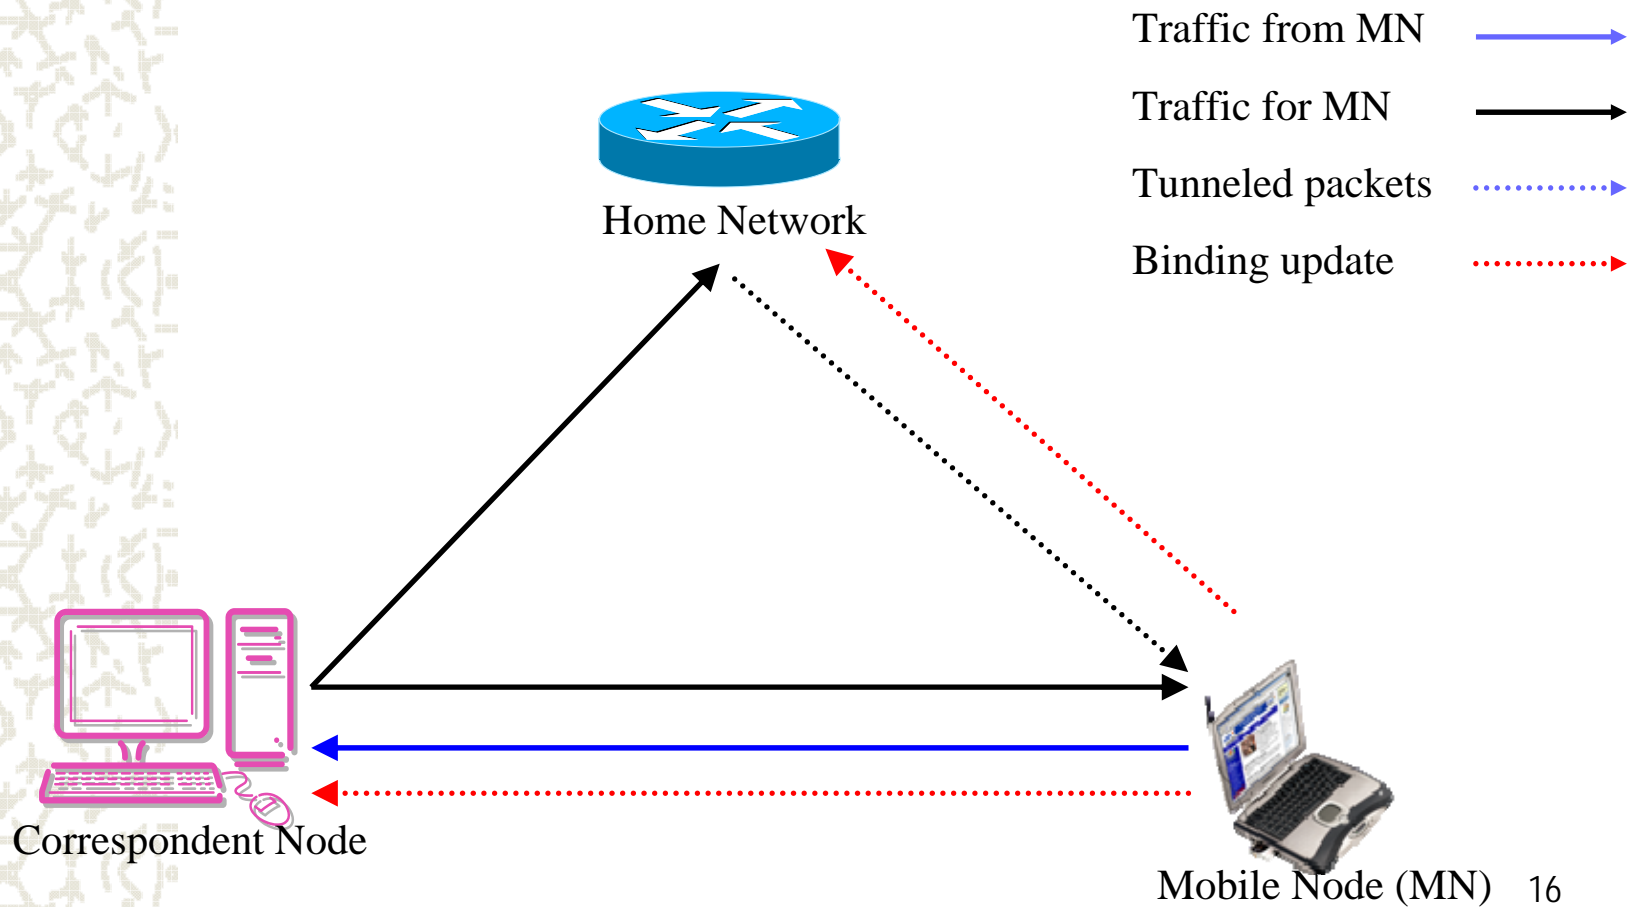 Traffic from MN
Traffic for MN
Tunneled packets
Binding update
Home Network
Correspondent Node
Mobile Node (MN)
16